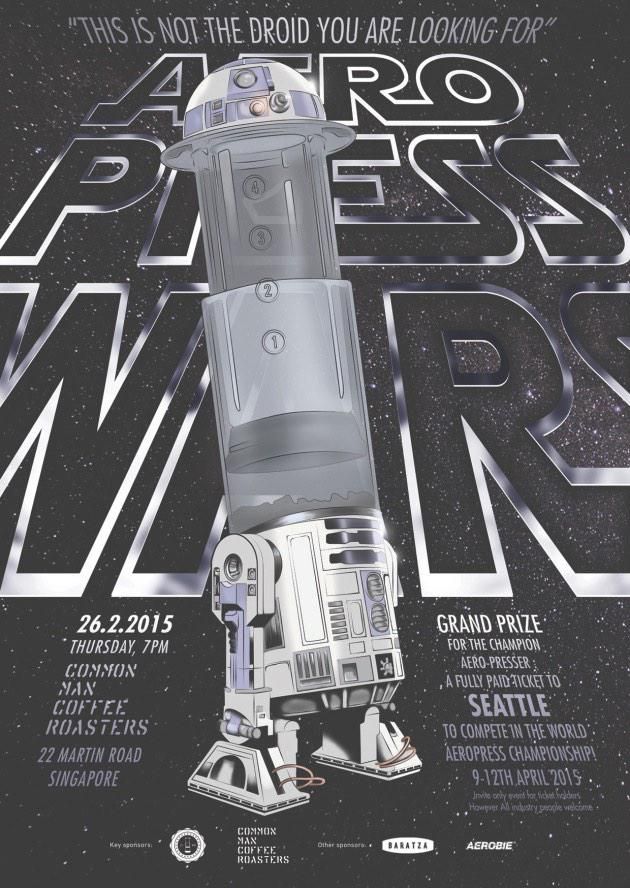 "THIS IS NOT THE DROID YOU ARE LOOKING FOR"
AERO
PRESS
WARS
4
3
2
1
26.2.2015
THURSDAY, 7PM
COMMON
MAN
COFFEE
ROASTERS
22 MARTIN ROAD
SINGAPORE
GRAND PRIZE
FOR THE CHAMPION
AERO-PRESSER
A FULLY PAID TICKET TO
SEATTLE
TO COMPETE IN THE WORLD
AEROPRESS CHAMPIONSHIP!
9-12TH APRIL 2015
Invite only event for ticket holders
However All industry people welcome
Key sponsors:
COMMON
MAN
COFFEE
ROASTERS
Other sponsors:
BARATZA
AEROBIE